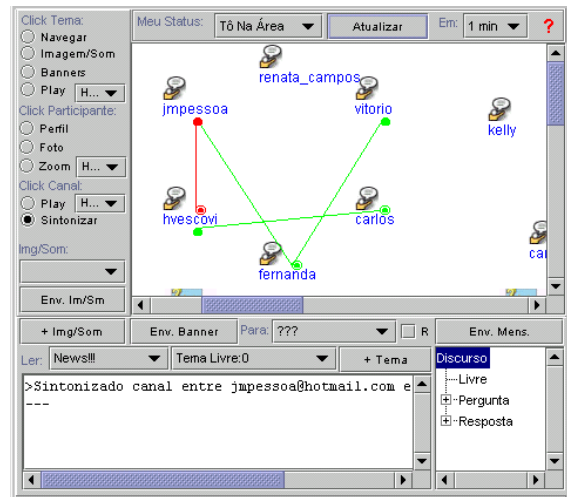 Click Tema:
Navegar
Imagem/Som
Banners
Play H...
Click Participante:
Perfil
Foto
Zoom H...
Click Canal:
Play H...
Sintonizar
Img/Som:
Env. Im/Sm
Meu Status: Tô Na Área Atualizar Em: 1 min ?
renata_campos
jmpessoa
vitorio
kelly
hvescovi
carlos
fernanda
+ Img/Som Env. Banner Para: ??? R Env. Mens.
Ler: News!!! Tema Livre:0 + Tema
>Sintonizado canal entre jmpessoa@hotmail.com e
---
Discurso
Livre
Pergunta
Resposta